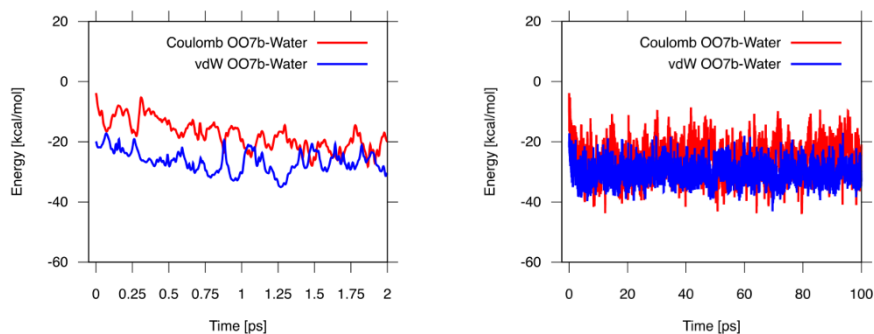 20
Coulomb OO7b-Water
vdW OO7b-Water
0
-20
-40
-60
Energy [kcal/mol]
0 0.25 0.5 0.75 1 1.25 1.5 1.75 2
Time [ps]
20
Coulomb OO7b-Water
vdW OO7b-Water
0
-20
-40
-60
Energy [kcal/mol]
0 20 40 60 80 100
Time [ps]